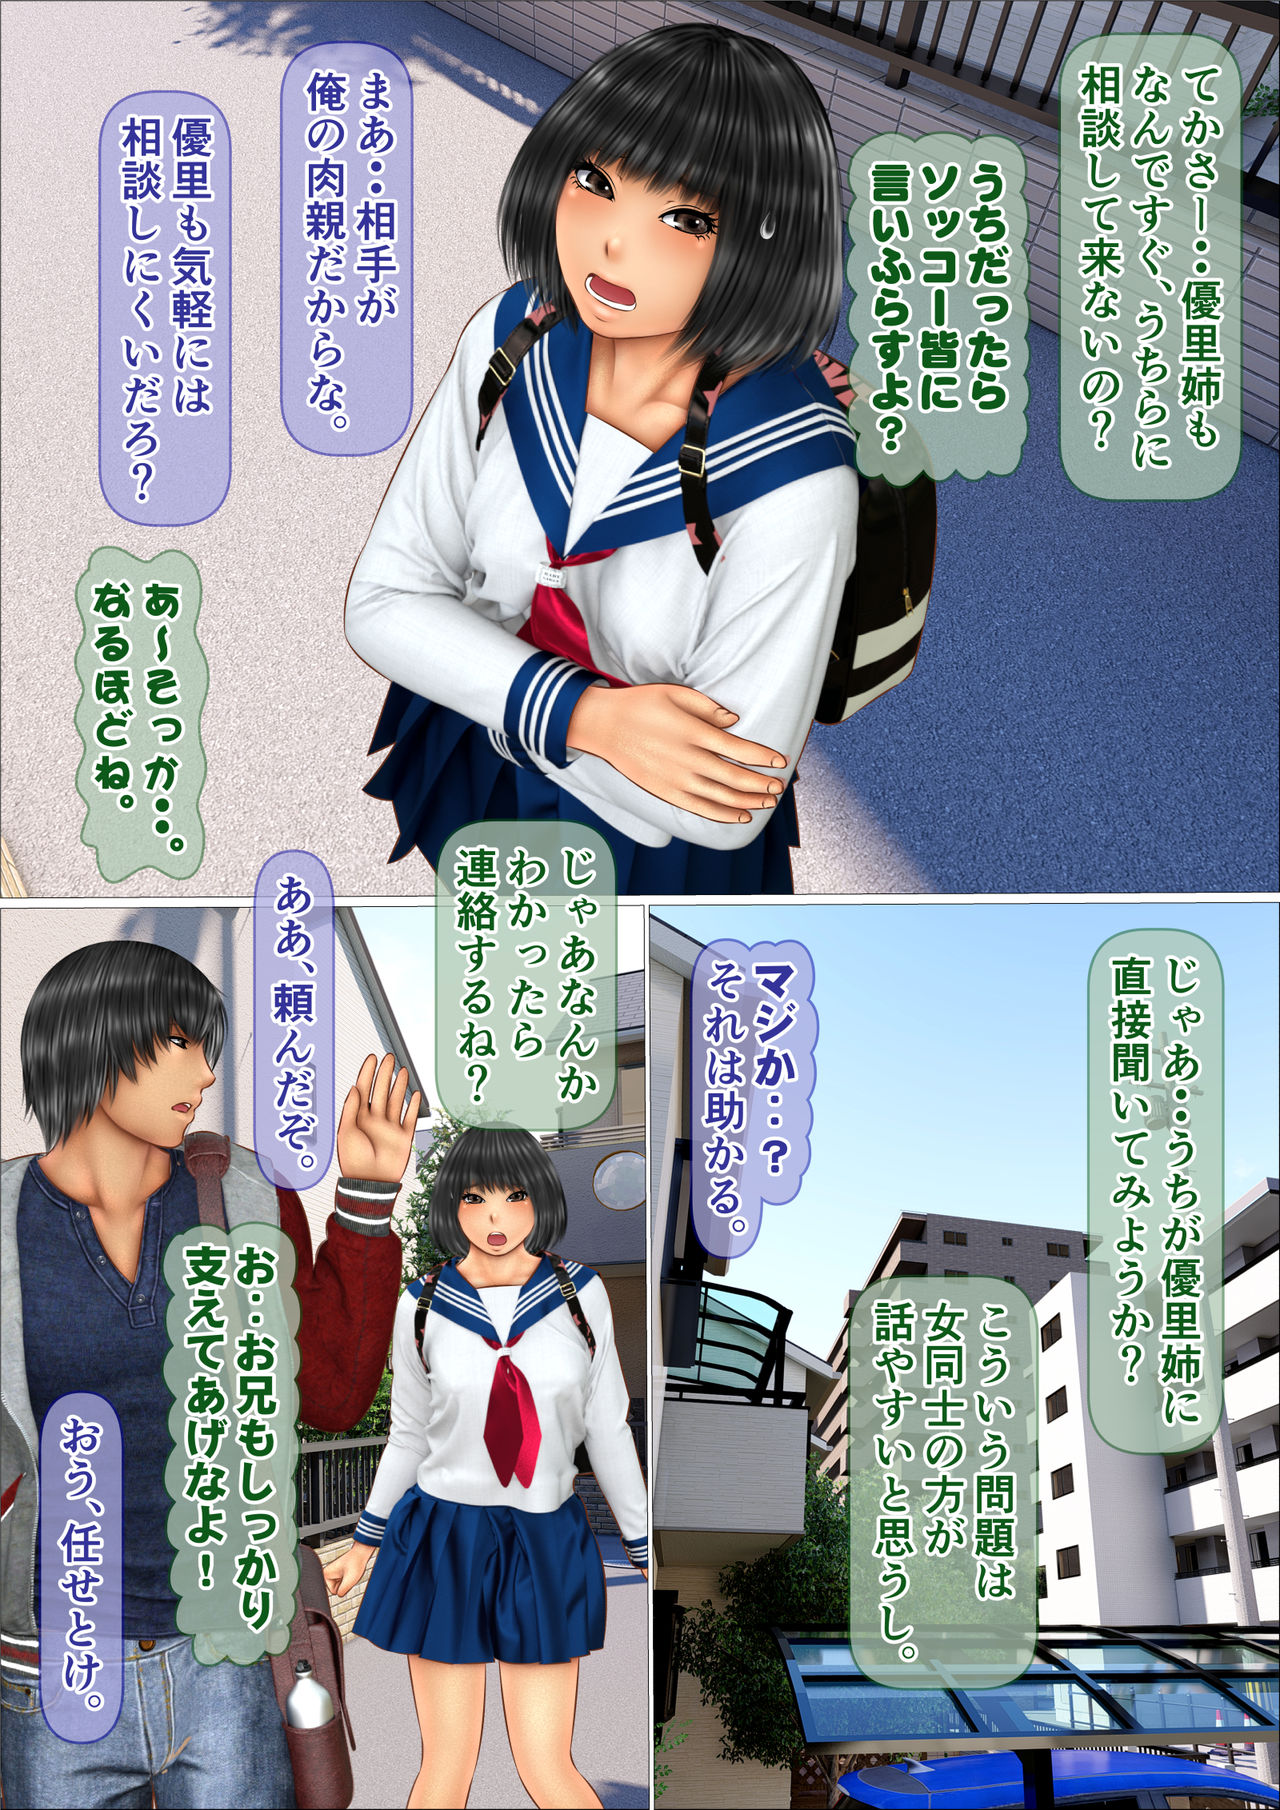 てかさー‥優里姉も
なんですぐ、うちらに
相談して来ないの？
うちだったら
ソッコー皆に
言いふらすよ？
まあ‥相手が
俺の肉親だからな。
優里も気軽には
相談しにくいだろ？
あ～そっか‥。
なるほどね。
じゃあ‥うちが優里姉に
直接聞いてみようか？
こういう問題は
女同士の方が
話やすいと思うし。
マジか‥？
それは助かる。
じゃあなんか
わかったら
連絡するね？
ああ、頼んだぞ。
お‥お兄もしっかり
支えてあげなよ！
おう、任せとけ。